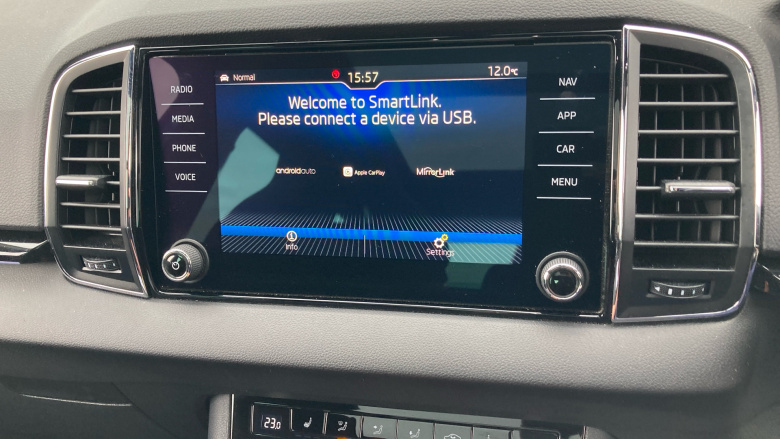 Normal
15:57
12.0°C
Welcome to SmartLink.
Please connect a device via USB.
androidauto
Apple CarPlay
MirrorLink
Info
Settings
RADIO
MEDIA
PHONE
VOICE
NAV
APP
CAR
MENU
23.0